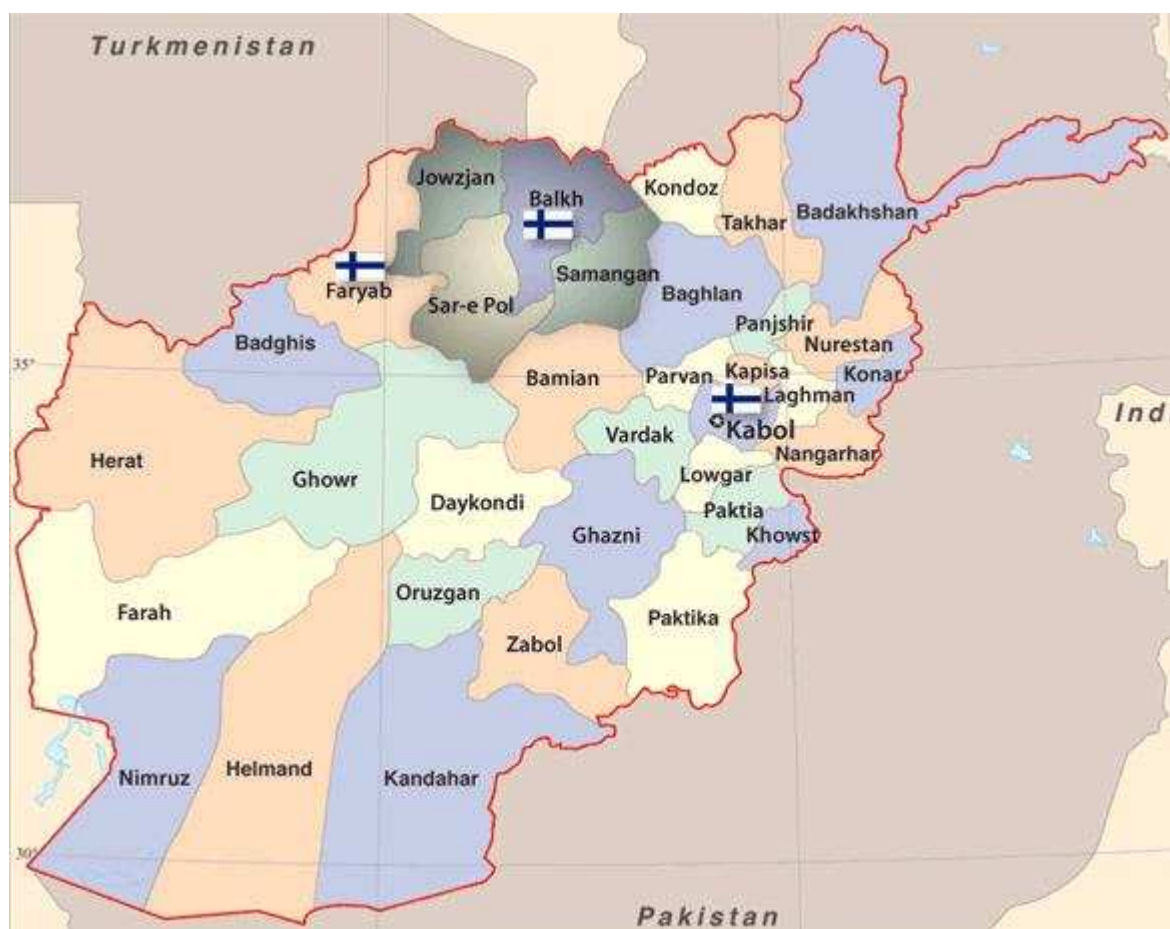 Turkmenistan
Jowzjan
Balkh
Kondoz
Takhar
Badakhshan
Faryab
Sar-e Pol
Samangan
Baghlan
Panjshir
Nurestan
Badghis
35°
Bamian
Parvan
Kapisa
Laghman
Konar
Ind
Herat
Ghowr
Vardak
Kabol
Nangarhar
Daykondi
Lowgar
Ghazni
Paktia
Khowst
Farah
Oruzgan
Zabol
Paktika
Nimruz
Helmand
Kandahar
30°
Pakistan